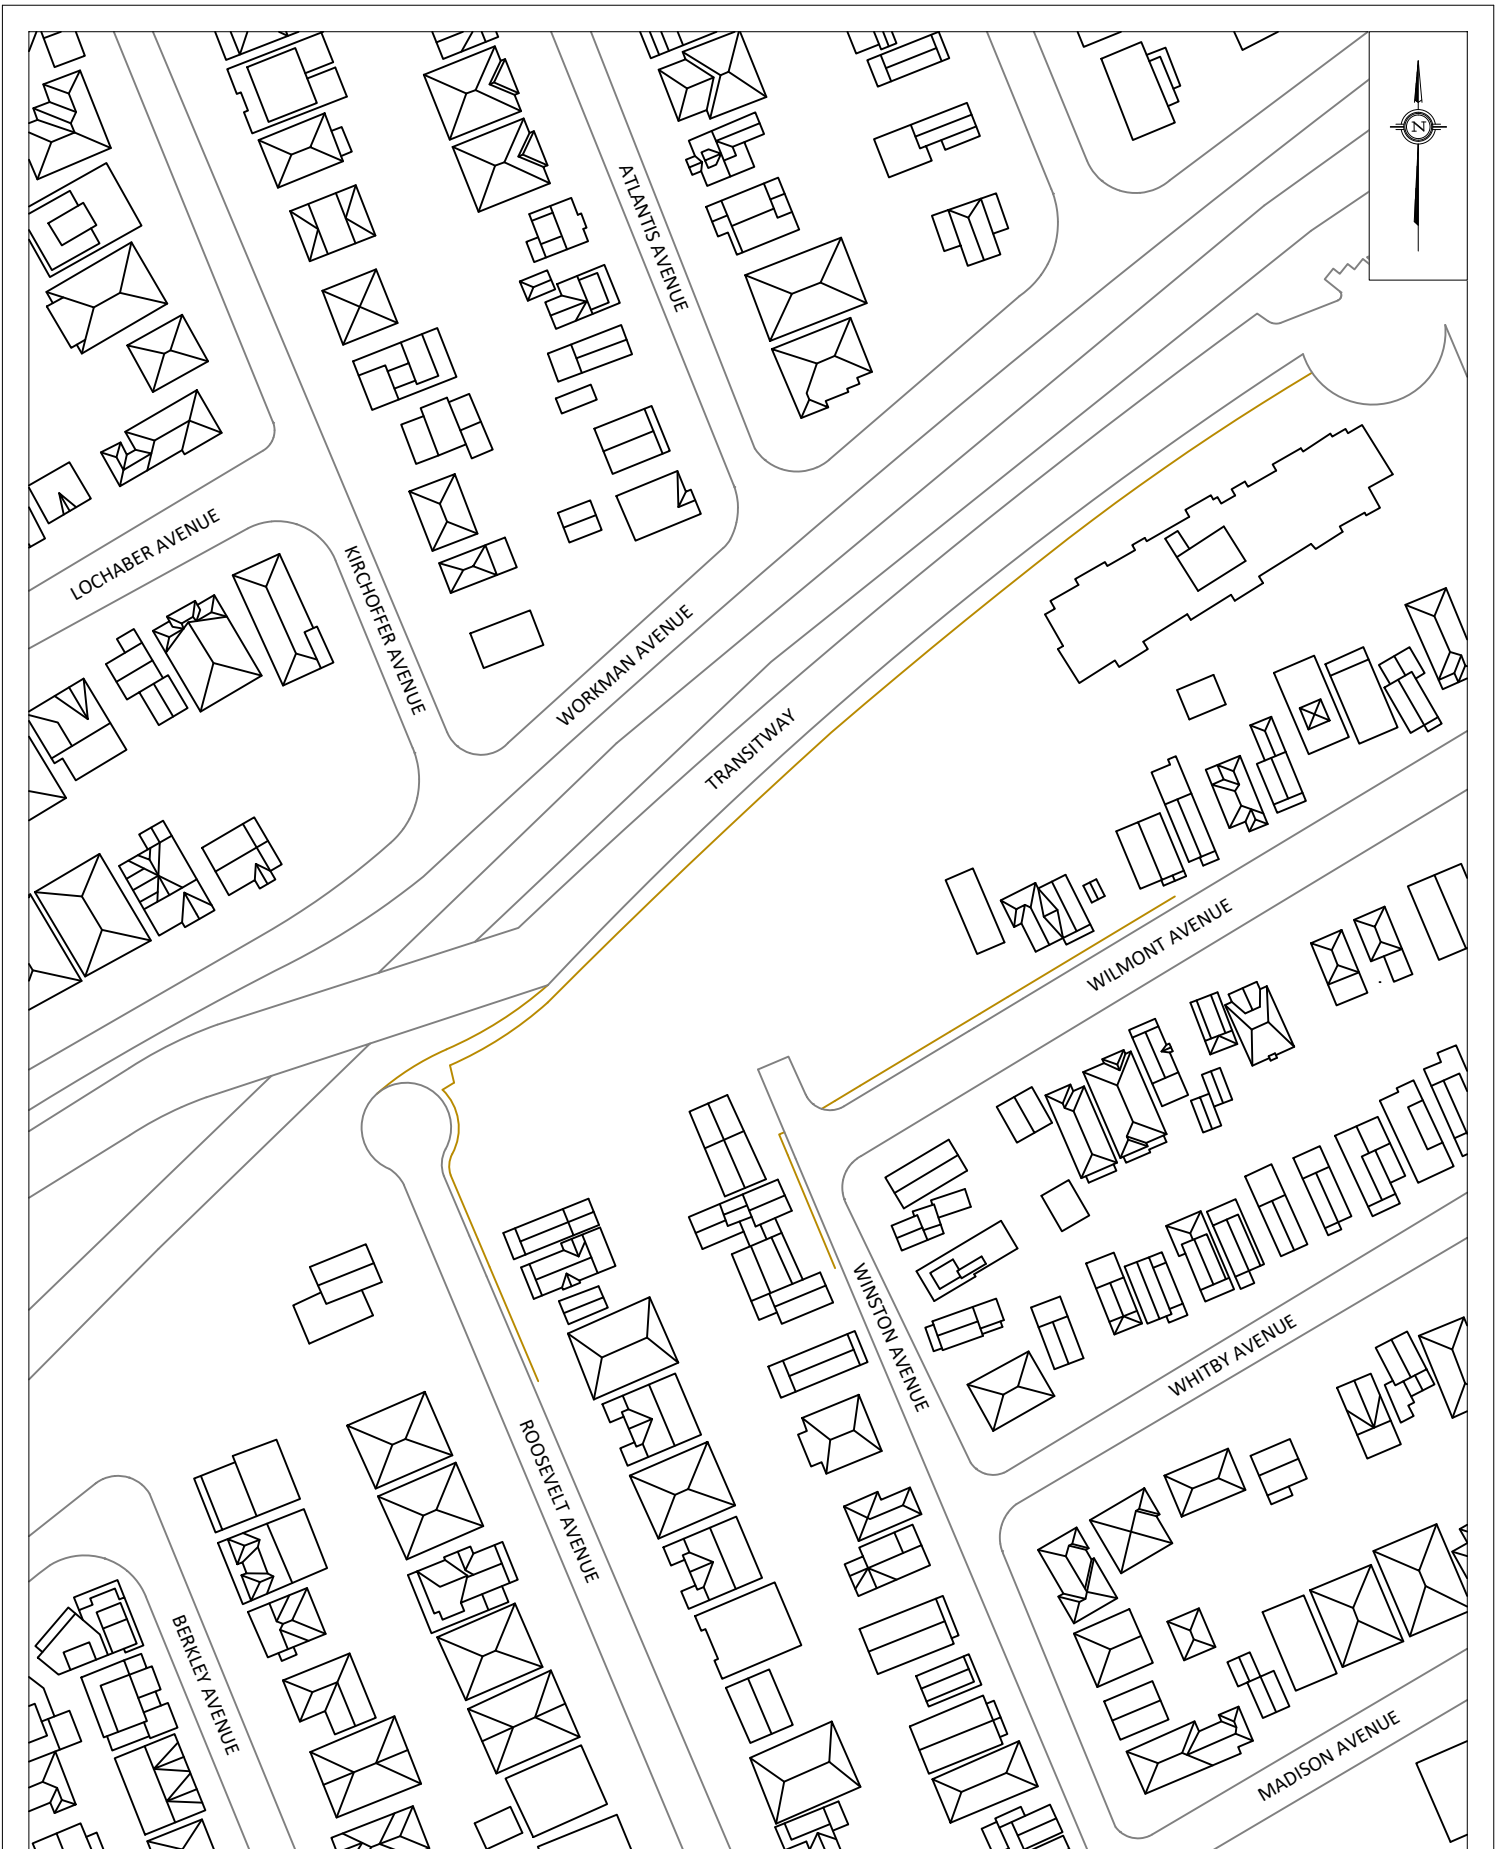 N
ATLANTIS AVENUE
LOCHABER AVENUE
KIRCHOFFER AVENUE
WORKMAN AVENUE
TRANSITWAY
WILMONT AVENUE
WINSTON AVENUE
WHITBY AVENUE
ROOSEVELT AVENUE
BERKLEY AVENUE
MADISON AVENUE